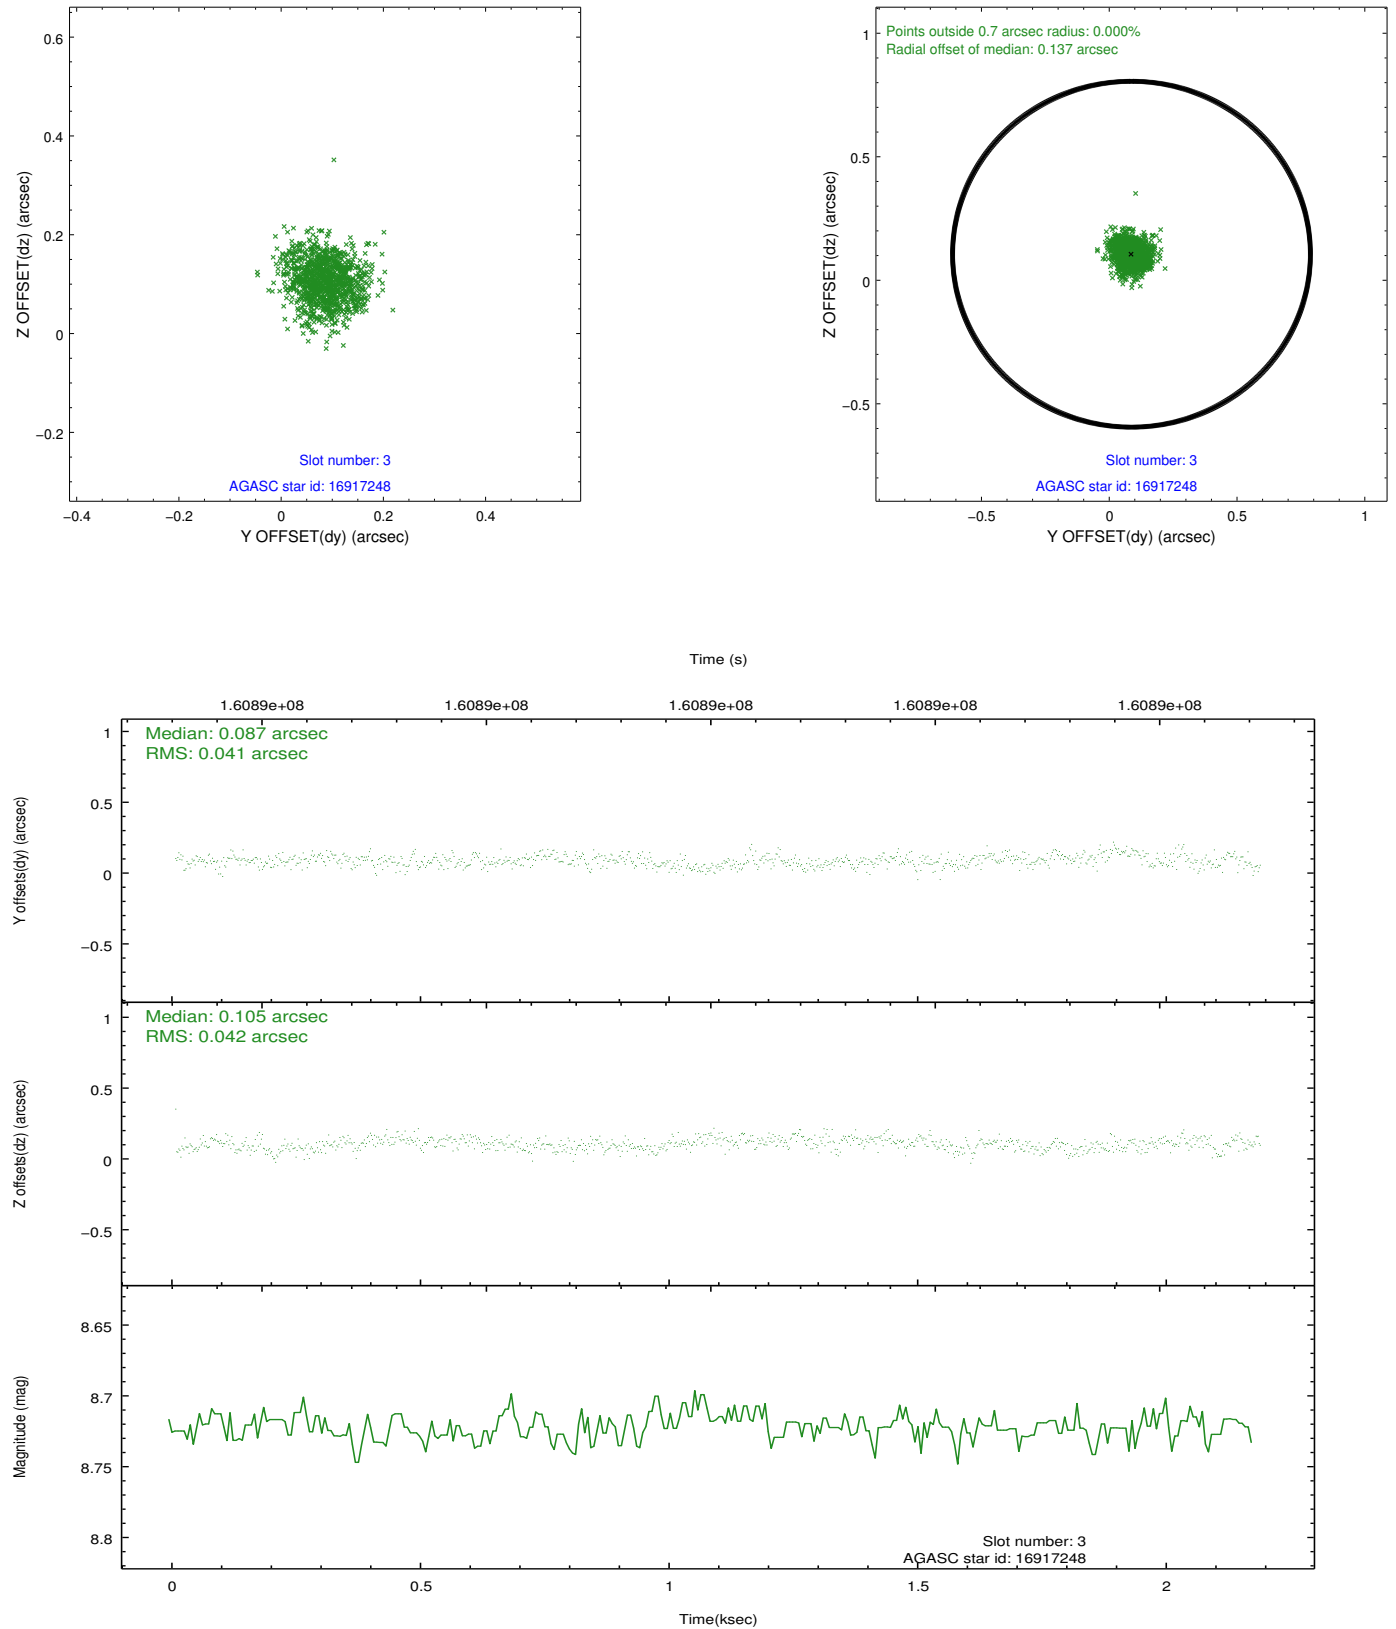 0.6
0.4
0.2
0
−0.2
Z OFFSET(dz) (arcsec)
Slot number: 3
AGASC star id: 16917248
−0.4 −0.2 0 0.2 0.4
Y OFFSET(dy) (arcsec)
Points outside 0.7 arcsec radius: 0.000%
Radial offset of median: 0.137 arcsec
1
0.5
0
−0.5
Z OFFSET(dz) (arcsec)
Slot number: 3
AGASC star id: 16917248
−0.5 0 0.5 1
Y OFFSET(dy) (arcsec)
Time (s)
1.6089e+08 1.6089e+08 1.6089e+08 1.6089e+08 1.6089e+08
Median: 0.087 arcsec
RMS: 0.041 arcsec
1
0.5
0
−0.5
Y offsets(dy) (arcsec)
Median: 0.105 arcsec
RMS: 0.042 arcsec
1
0.5
0
−0.5
Z offsets(dz) (arcsec)
8.65
8.7
8.75
8.8
Magnitude (mag)
Slot number: 3
AGASC star id: 16917248
0 0.5 1 1.5 2
Time(ksec)